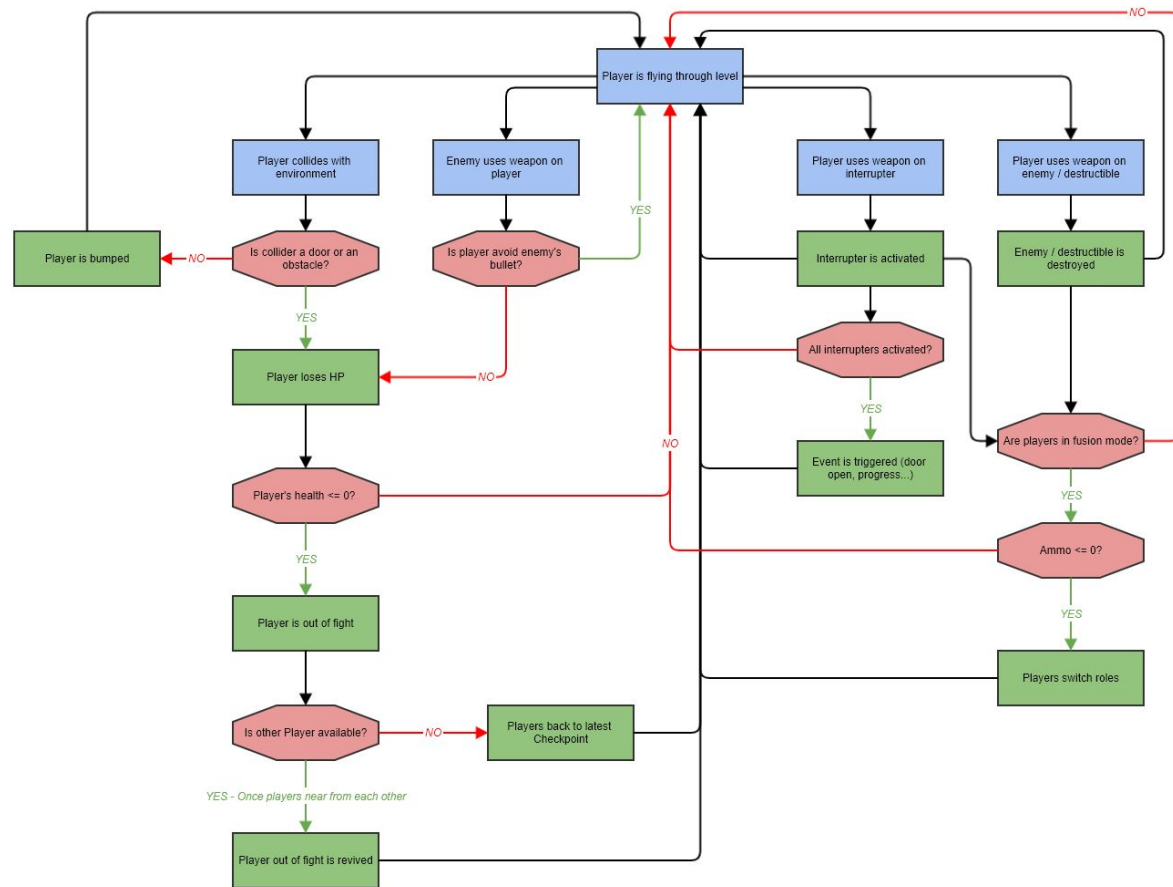 NO
Player is flying through level
Player collides with
environment
Enemy uses weapon on
player
Player uses weapon on
interrupter
Player uses weapon on
enemy / destructible
YES
Player is bumped
NO
Is collider a door or an
obstacle?
Is player avoid enemy's
bullet?
Interrupter is activated
Enemy / destructible is
destroyed
YES
All interrupters activated?
Player loses HP
NO
YES
Are players in fusion mode?
NO
Event is triggered (door
open, progress...)
Player's health <= 0?
YES
YES
Ammo <= 0?
Player is out of fight
YES
Players switch roles
Is other Player available?
NO
Players back to latest
Checkpoint
YES - Once players near from each other
Player out of fight is revived